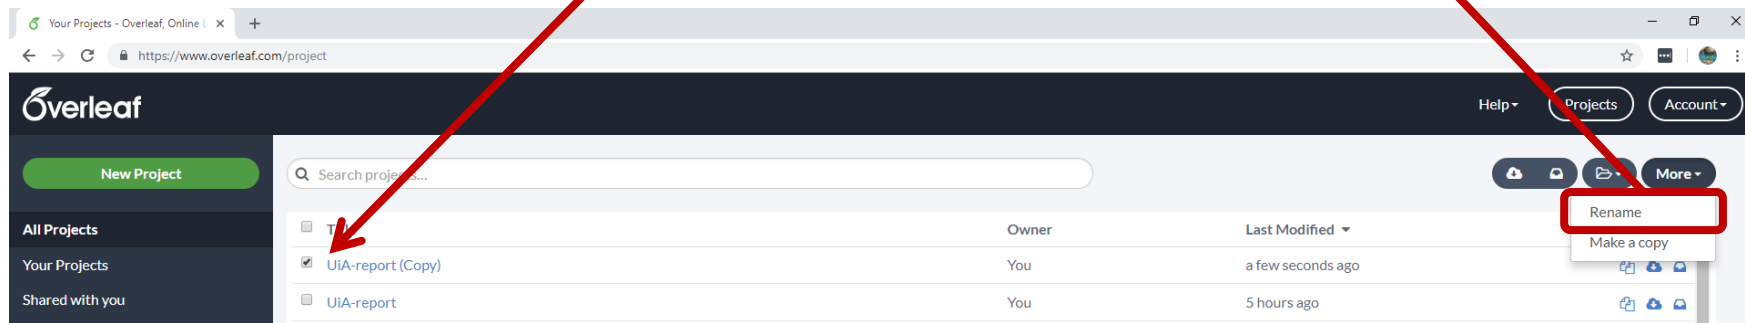 Your Projects - Overleaf, Online L
https://www.overleaf.com/project
Overleaf
Help
Projects
Account
New Project
Search projects...
More
Rename
Make a copy
All Projects
Owner
Last Modified
Your Projects
UiA-report (Copy)
You
a few seconds ago
Shared with you
UiA-report
You
5 hours ago